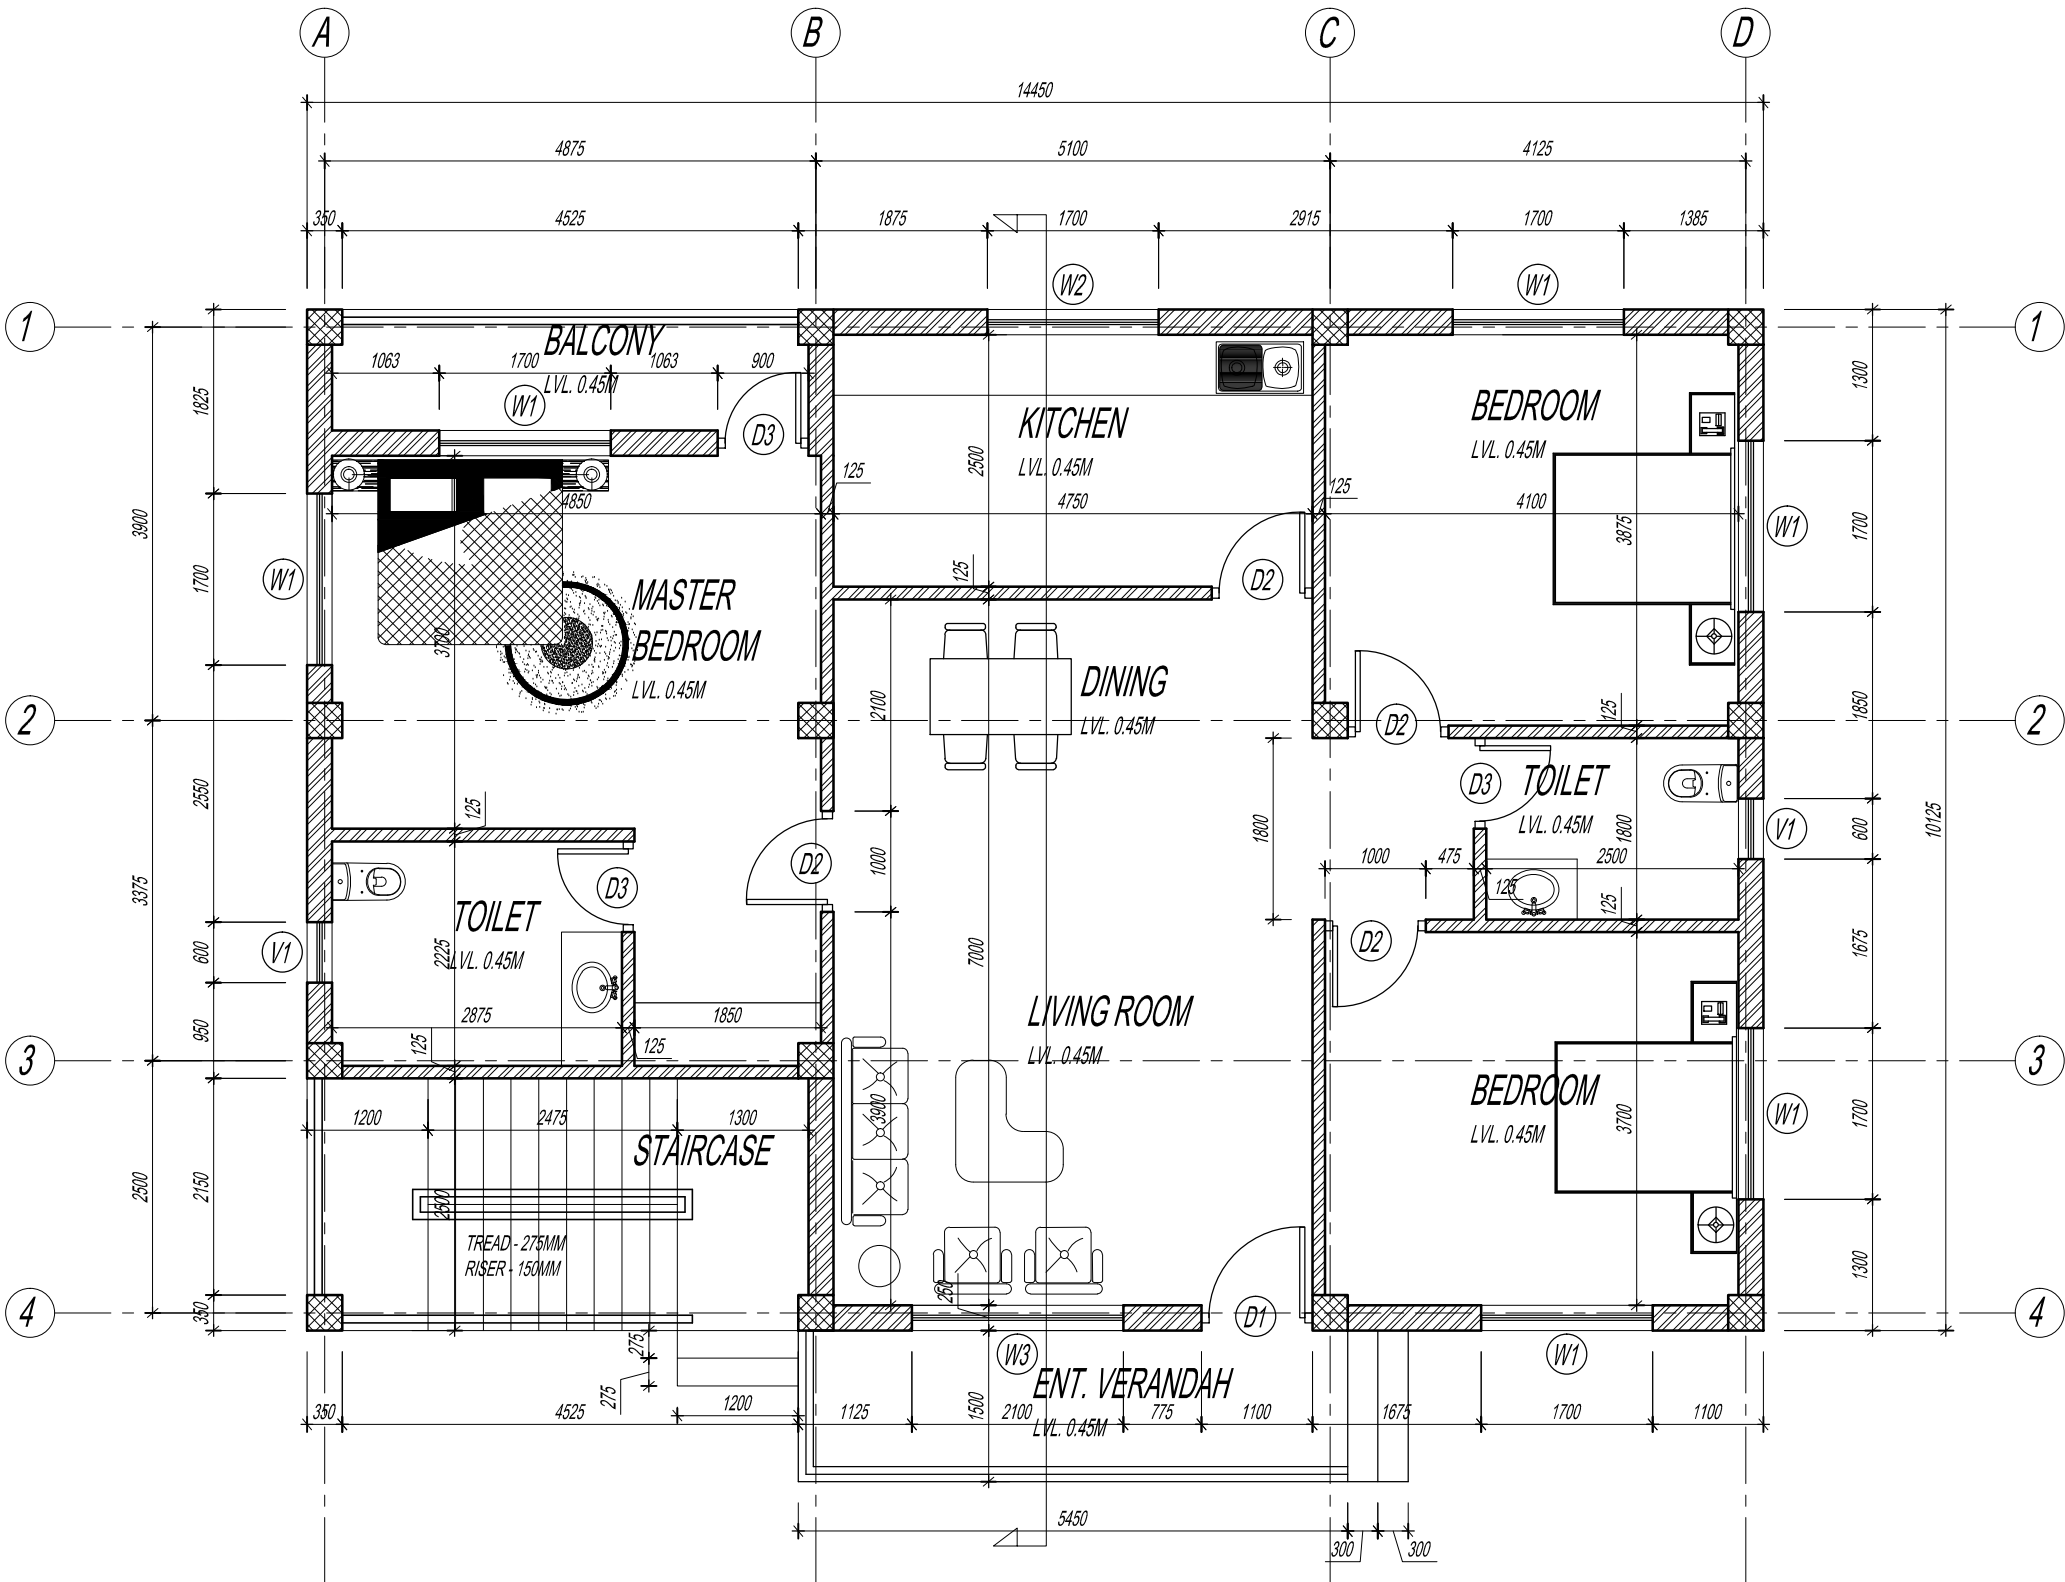 A B C D
14450
4875 5100 4125
350 4525 1875 1700 2915 1700 1385
W2 W1
1 1
BALCONY
1063 1700 1063 900
LVL. 0.45M
W1 D3
1825
1300
KITCHEN
LVL. 0.45M
BEDROOM
LVL. 0.45M
2500
125 125
4850 4750 4100
3900
1700
W1
3875
1700
W1
125
D2
MASTER
BEDROOM
LVL. 0.45M
3700
DINING
LVL. 0.45M
2100
1850
125
D2
2 2
2550
125
D3
TOILET
LVL. 0.45M
1800
1800
V1
600
10125
3375
D2
1000
1000 475 2500
D3
125
125
TOILET
LVL. 0.45M
2225
V1
600
D2
7000
1675
950
2875 1850
125
125
LIVING ROOM
LVL. 0.45M
3 3
BEDROOM
LVL. 0.45M
3700
W1
1700
1200 2475 1300
STAIRCASE
3900
2500
2150
2500
TREAD - 275MM
RISER - 150MM
250
1300
350
4 4
D1
275
W3 W1
275
ENT. VERANDAH
LVL. 0.45M
1500
1200
350 4525 1125 2100 775 1100 1675 1700 1100
5450
300 300